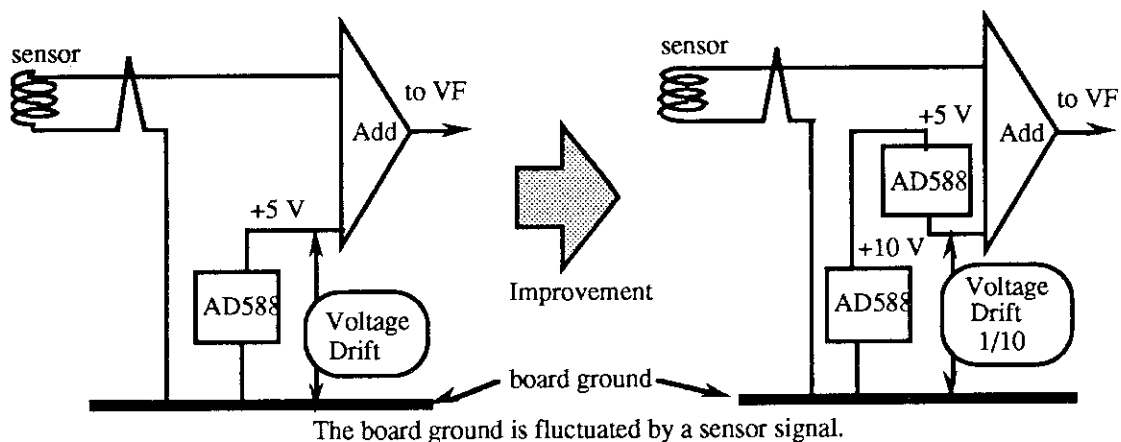 sensor
to VF
Add
+5 V
AD588
Voltage
Drift
Improvement
sensor
to VF
+5 V
Add
AD588
+10 V
AD588
Voltage
Drift
1/10
board ground
The board ground is fluctuated by a sensor signal.